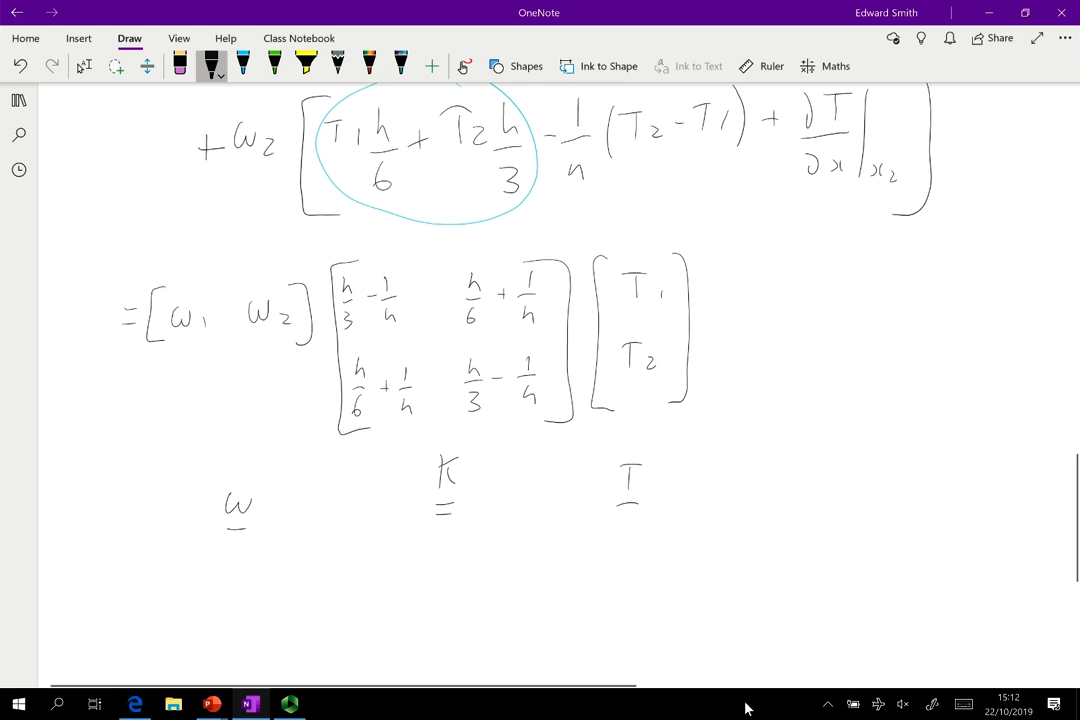 OneNote
Edward Smith
Home Insert Draw View Help Class Notebook
Share
Shapes Ink to Shape Ink to Text Ruler Maths
+ ω₂ [ T₁ h/6 + T₂ h/3 - 1/h (T₂ - T₁) + ∂T/∂x |x₂ ]
= [ω₁ ω₂] [ h/3 - 1/h h/6 + 1/h ] [ T₁ ]
[ h/6 + 1/h h/3 - 1/h ] [ T₂ ]
ω K T
15:12
22/10/2019